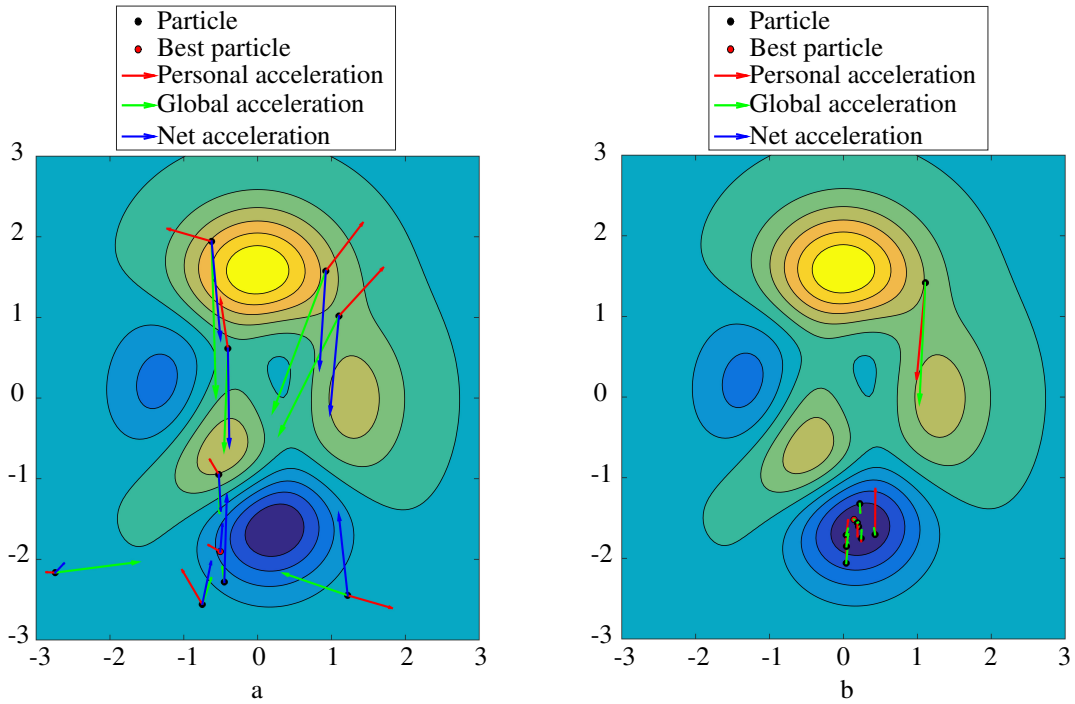 Particle
Best particle
Personal acceleration
Global acceleration
Net acceleration
3
2
1
0
-1
-2
-3
-3 -2 -1 0 1 2 3
a
Particle
Best particle
Personal acceleration
Global acceleration
Net acceleration
3
2
1
0
-1
-2
-3
-3 -2 -1 0 1 2 3
b